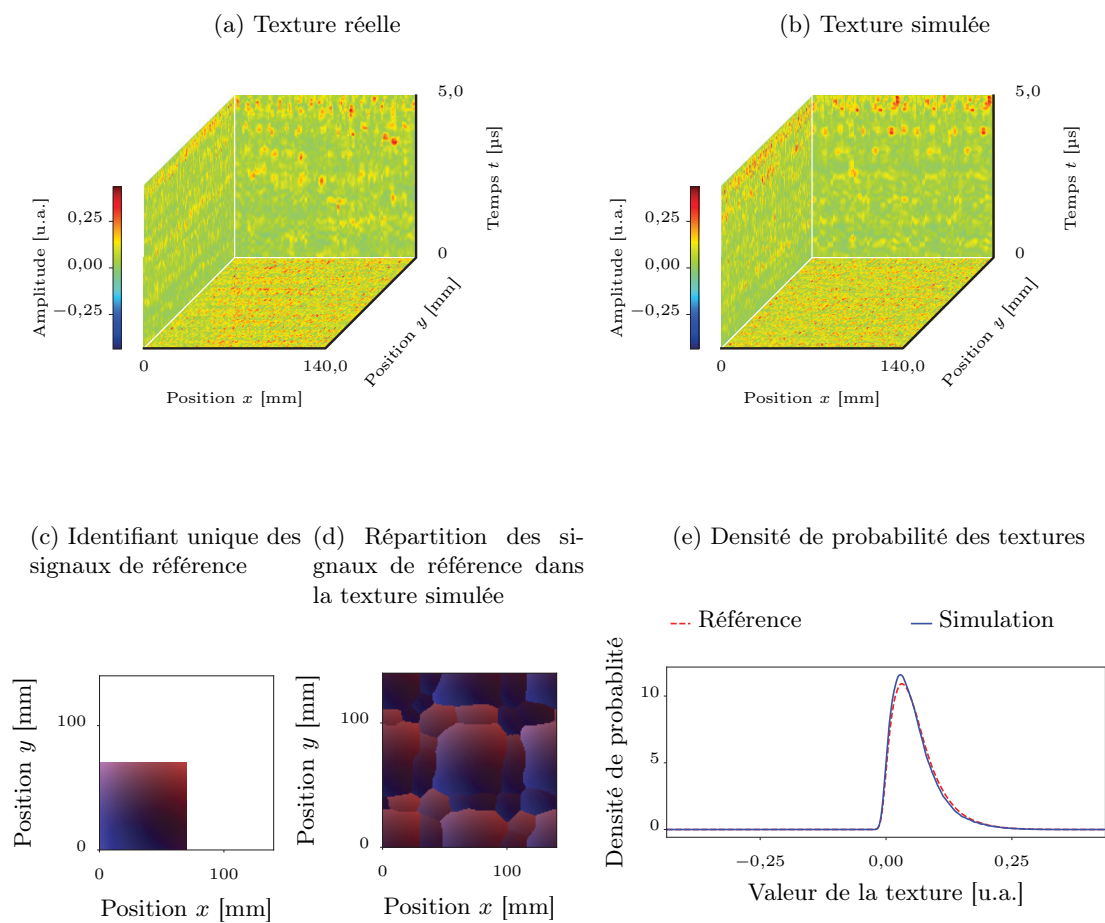 (a) Texture réelle
(b) Texture simulée
5,0
0
Temps t [µs]
0,25
0,00
−0,25
Amplitude [u.a.]
0
140,0
Position x [mm]
Position y [mm]
5,0
0
Temps t [µs]
0,25
0,00
−0,25
Amplitude [u.a.]
0
140,0
Position x [mm]
Position y [mm]
(c) Identifiant unique des
signaux de référence
(d) Répartition des si-
gnaux de référence dans
la texture simulée
(e) Densité de probabilité des textures
100
0
Position y [mm]
0
100
Position x [mm]
100
0
Position y [mm]
0
100
Position x [mm]
Référence
Simulation
Densité de probablité
10
5
0
−0,25
0,00
0,25
Valeur de la texture [u.a.]